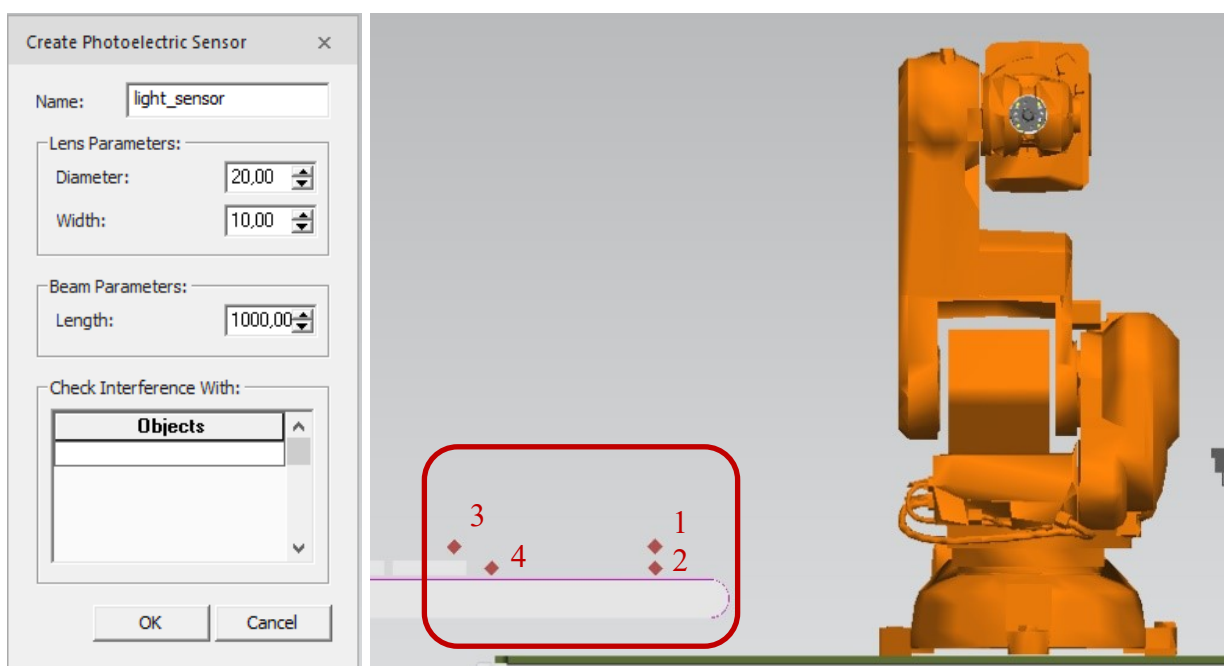 Create Photoelectric Sensor
Name: light_sensor
Lens Parameters:
Diameter: 20,00
Width: 10,00
Beam Parameters:
Length: 1000,00
Check Interference With:
Objects
OK Cancel
3 1
4 2